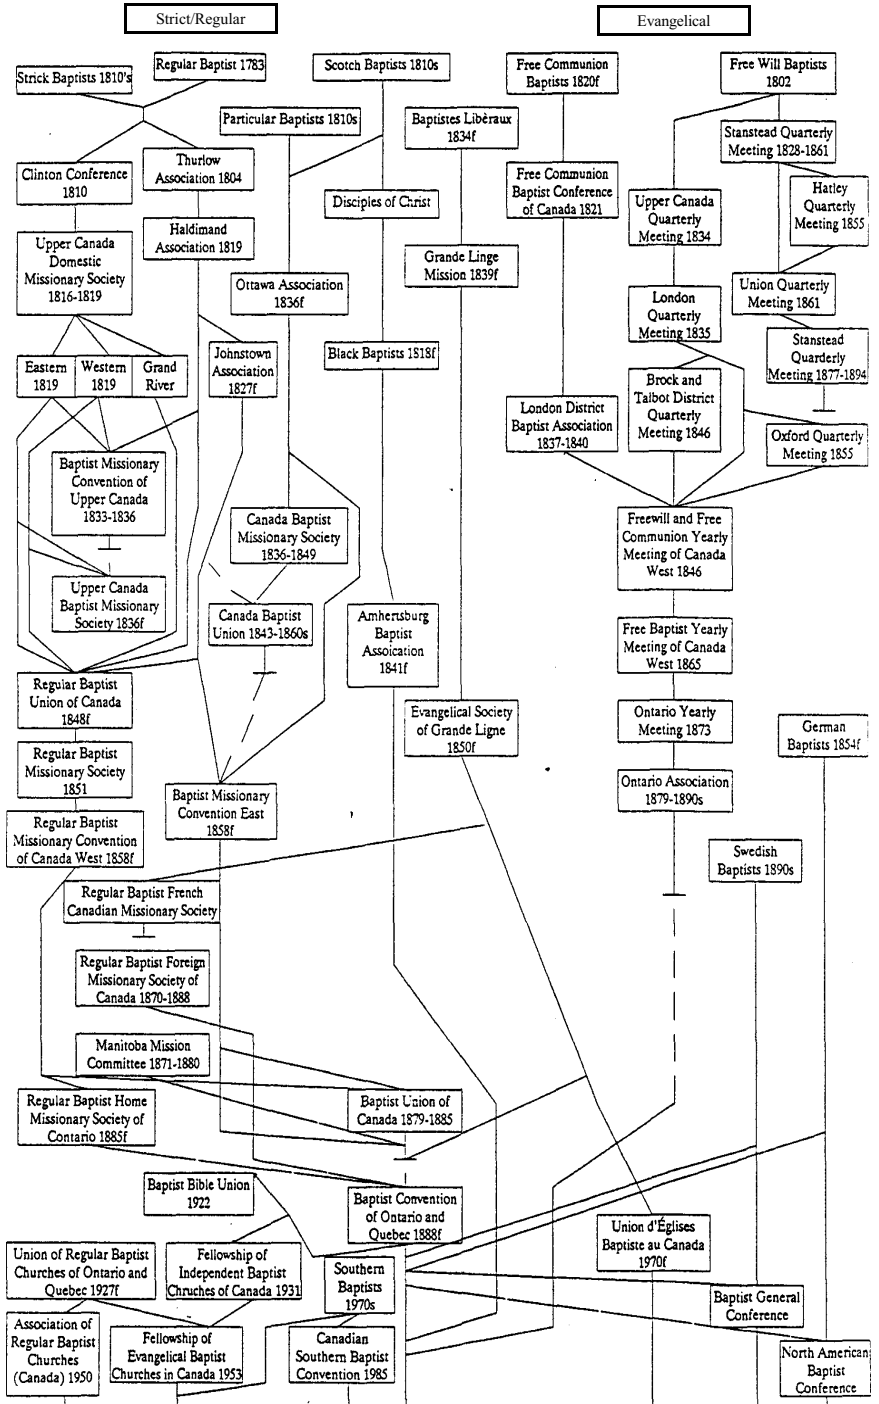 Strict/Regular
Evangelical
Strick Baptists 1810's
Regular Baptist 1783
Scotch Baptists 1810s
Free Communion
Baptists 1820f
Free Will Baptists
1802
Particular Baptists 1810s
Baptistes Libèraux
1834f
Stanstead Quarterly
Meeting 1828-1861
Clinton Conference
1810
Thurlow
Association 1804
Disciples of Christ
Free Communion
Baptist Conference
of Canada 1821
Upper Canada
Quarterly
Meeting 1834
Hatley
Quarterly
Meeting 1855
Upper Canada
Domestic
Missionary Society
1816-1819
Haldimand
Association 1819
Ottawa Association
1836f
Grande Linge
Mission 1839f
London
Quarterly
Meeting 1835
Union Quarterly
Meeting 1861
Eastern
1819
Western
1819
Grand
River
Johnstown
Association
1827f
Black Baptists 1818f
Stanstead
Quarderly
Meeting 1877-1894
London District
Baptist Association
1837-1840
Brock and
Talbot District
Quarterly
Meeting 1846
Oxford Quarterly
Meeting 1855
Baptist Missionary
Convention of
Upper Canada
1833-1836
Canada Baptist
Missionary Society
1836-1849
Freewill and Free
Communion Yearly
Meeting of Canada
West 1846
Upper Canada
Baptist Missionary
Society 1836f
Canada Baptist
Union 1843-1860s
Amhertsburg
Baptist
Assoication
1841f
Free Baptist Yearly
Meeting of Canada
West 1865
Regular Baptist
Union of Canada
1848f
Evangelical Society
of Grande Ligne
1850f
Ontario Yearly
Meeting 1873
German
Baptists 1854f
Regular Baptist
Missionary Society
1851
Baptist Missionary
Convention East
1858f
Ontario Association
1879-1890s
Regular Baptist
Missionary Convention
of Canada West 1858f
Swedish
Baptists 1890s
Regular Baptist French
Canadian Missionary Society
Regular Baptist Foreign
Missionary Society of
Canada 1870-1888
Manitoba Mission
Committee 1871-1880
Regular Baptist Home
Missionary Society of
Contario 1885f
Baptist Union of
Canada 1879-1885
Baptist Bible Union
1922
Baptist Convention
of Ontario and
Quebec 1888f
Union d'Églises
Baptiste au Canada
1970f
Union of Regular Baptist
Churches of Ontario and
Quebec 1927f
Fellowship of
Independent Baptist
Chruches of Canada 1931
Southern
Baptists
1970s
Baptist General
Conference
Association of
Regular Baptist
Churches
(Canada) 1950
Fellowship of
Evangelical Baptist
Churches in Canada 1953
Canadian
Southern Baptist
Convention 1985
North American
Baptist
Conference